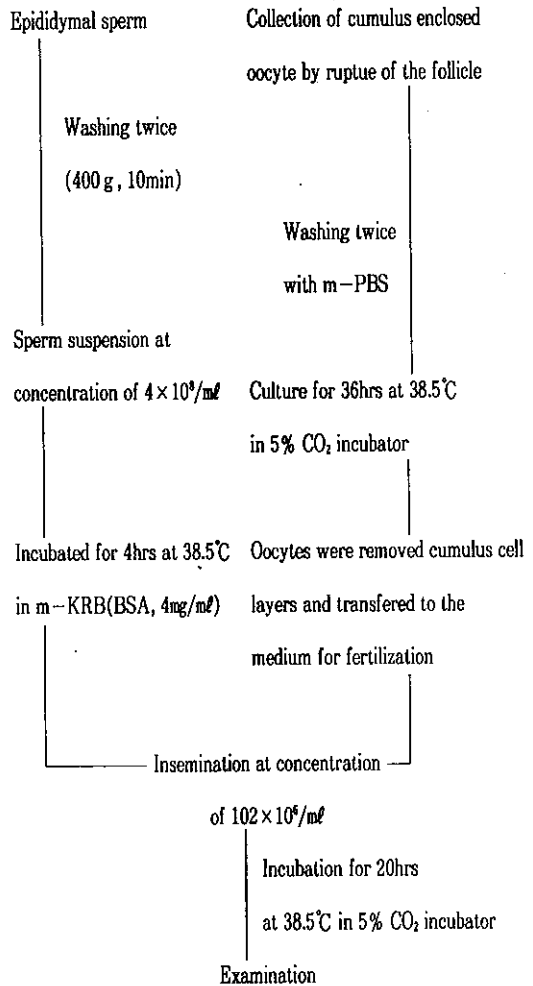 Epididymal sperm
Washing twice
(400 g , 10min)
Sperm suspension at
concentration of 4×10⁸/㎖
Incubated for 4hrs at 38.5℃
in m-KRB(BSA, 4mg/㎖)
Collection of cumulus enclosed
oocyte by ruptue of the follicle
Washing twice
with m-PBS
Culture for 36hrs at 38.5℃
in 5% CO₂ incubator
Oocytes were removed cumulus cell
layers and transfered to the
medium for fertilization
Insemination at concentration
of 102×10⁶/㎖
Incubation for 20hrs
at 38.5℃ in 5% CO₂ incubator
Examination